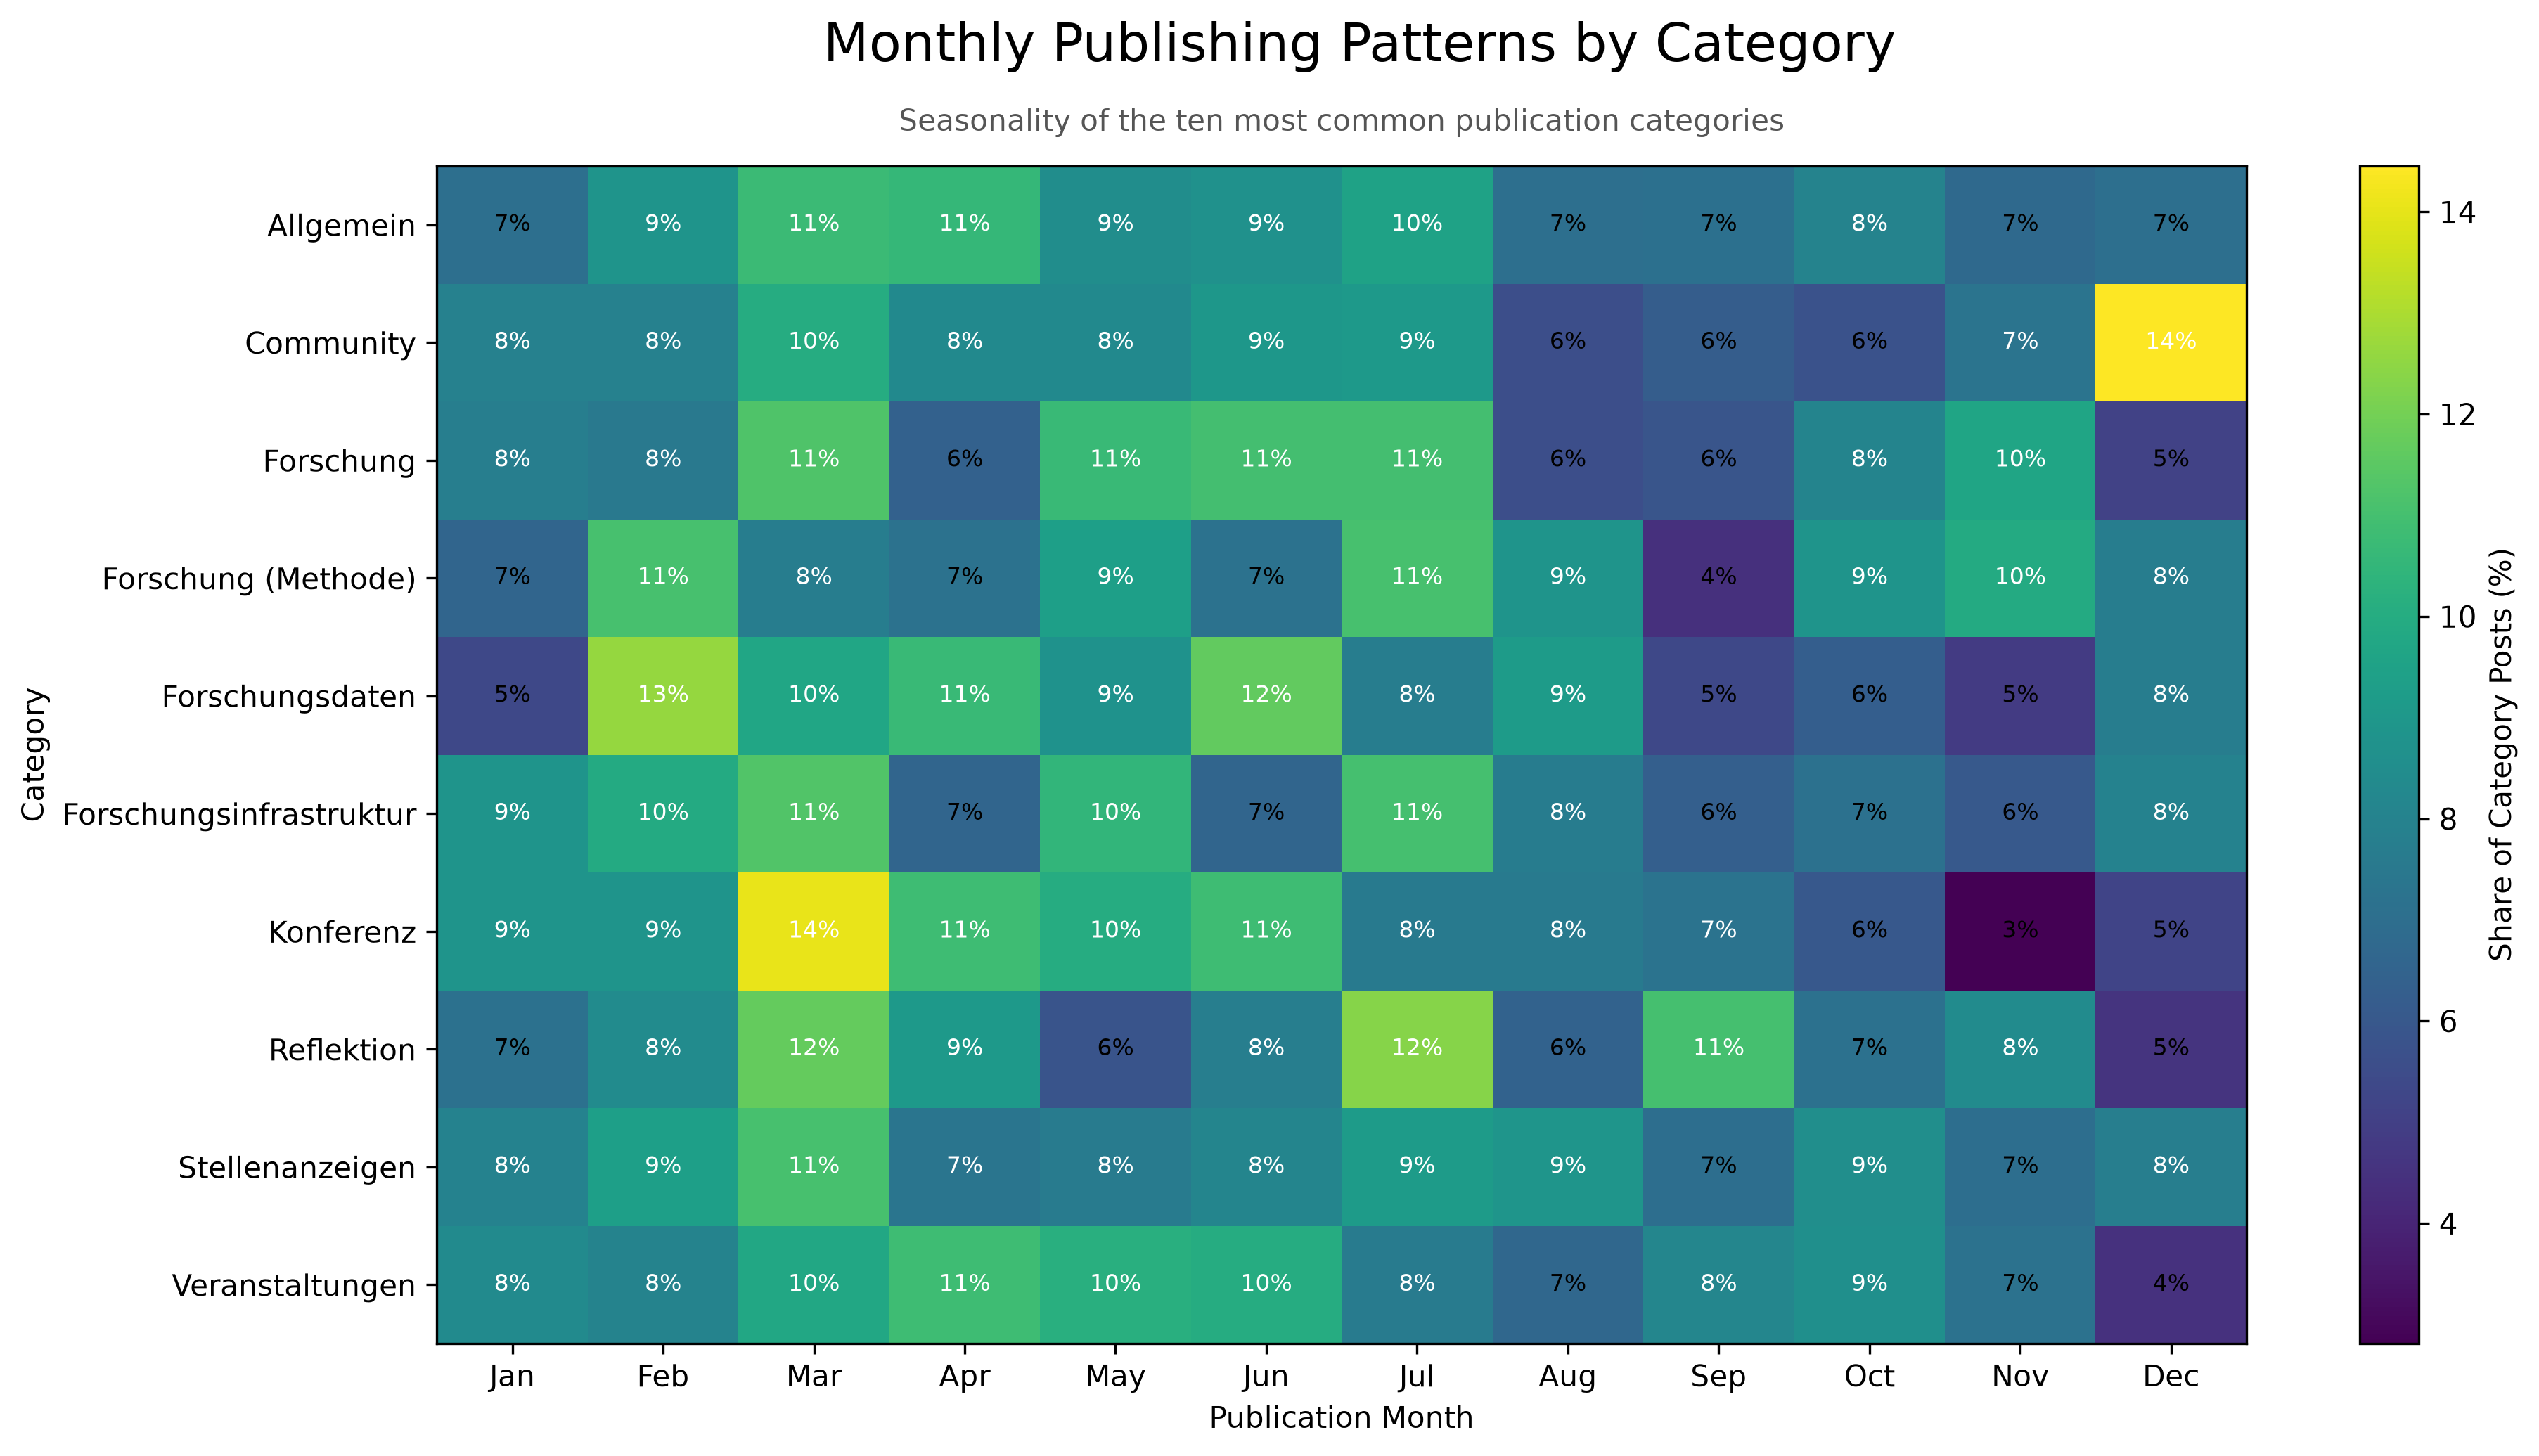 Monthly Publishing Patterns by Category
Seasonality of the ten most common publication categories
Category
Allgemein 7% 9% 11% 11% 9% 9% 10% 7% 7% 8% 7% 7%
Community 8% 8% 10% 8% 8% 9% 9% 6% 6% 6% 7% 14%
Forschung 8% 8% 11% 6% 11% 11% 11% 6% 6% 8% 10% 5%
Forschung (Methode) 7% 11% 8% 7% 9% 7% 11% 9% 4% 9% 10% 8%
Forschungsdaten 5% 13% 10% 11% 9% 12% 8% 9% 5% 6% 5% 8%
Forschungsinfrastruktur 9% 10% 11% 7% 10% 7% 11% 8% 6% 7% 6% 8%
Konferenz 9% 9% 14% 11% 10% 11% 8% 8% 7% 6% 3% 5%
Reflektion 7% 8% 12% 9% 6% 8% 12% 6% 11% 7% 8% 5%
Stellenanzeigen 8% 9% 11% 7% 8% 8% 9% 9% 7% 9% 7% 8%
Veranstaltungen 8% 8% 10% 11% 10% 10% 8% 7% 8% 9% 7% 4%
Jan Feb Mar Apr May Jun Jul Aug Sep Oct Nov Dec
Publication Month
14
12
10
8
6
4
Share of Category Posts (%)